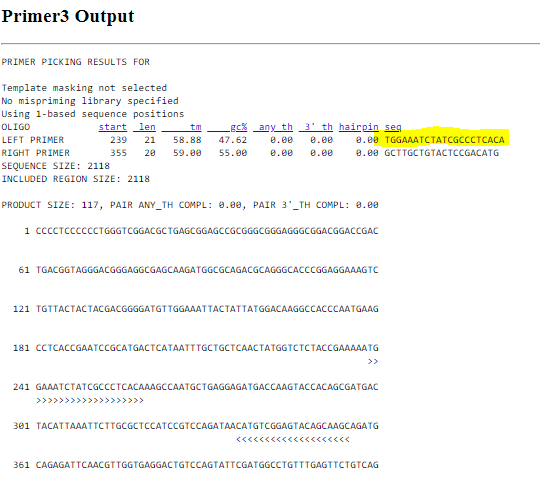 Primer3 Output
PRIMER PICKING RESULTS FOR
Template masking not selected
No mispriming library specified
Using 1-based sequence positions
OLIGO start len tm gc% any_th 3'_th hairpin seq
LEFT PRIMER 239 21 58.88 47.62 0.00 0.00 0.00 TGGAAATCTATCGCCCTCACA
RIGHT PRIMER 355 20 59.00 55.00 0.00 0.00 0.00 GCTTGCTGTACTCCGACATG
SEQUENCE SIZE: 2118
INCLUDED REGION SIZE: 2118
PRODUCT SIZE: 117, PAIR ANY_TH COMPL: 0.00, PAIR 3'_TH COMPL: 0.00
1 CCCCTCCCCCCTGGGTCGGACGCTGAGCGGAGCCGCGGGCGGGAGGGCGGACGGACCGAC
61 TGACGGTAGGGACGGGAGGCGAGCAAGATGGCGCAGACGCAGGGCACCCGGAGGAAAGTC
121 TGTTACTACTACGACGGGGATGTTGGAAATTACTATTATGGACAAGGCCACCCAATGAAG
181 CCTCACCGAATCCGCATGACTCATAATTTGCTGCTCAACTATGGTCTCTACCGAAAAATG
>>
241 GAAATCTATCGCCCTCACAAAGCCAATGCTGAGGAGATGACCAAGTACCACAGCGATGAC
>>>>>>>>>>>>>>>>>>>
301 TACATTAAATTCTTGCGCTCCATCCGTCCAGATAACATGTCGGAGTACAGCAAGCAGATG
<<<<<<<<<<<<<<<<<<<<
361 CAGAGATTCAACGTTGGTGAGGACTGTCCAGTATTCGATGGCCTGTTTGAGTTCTGTCAG